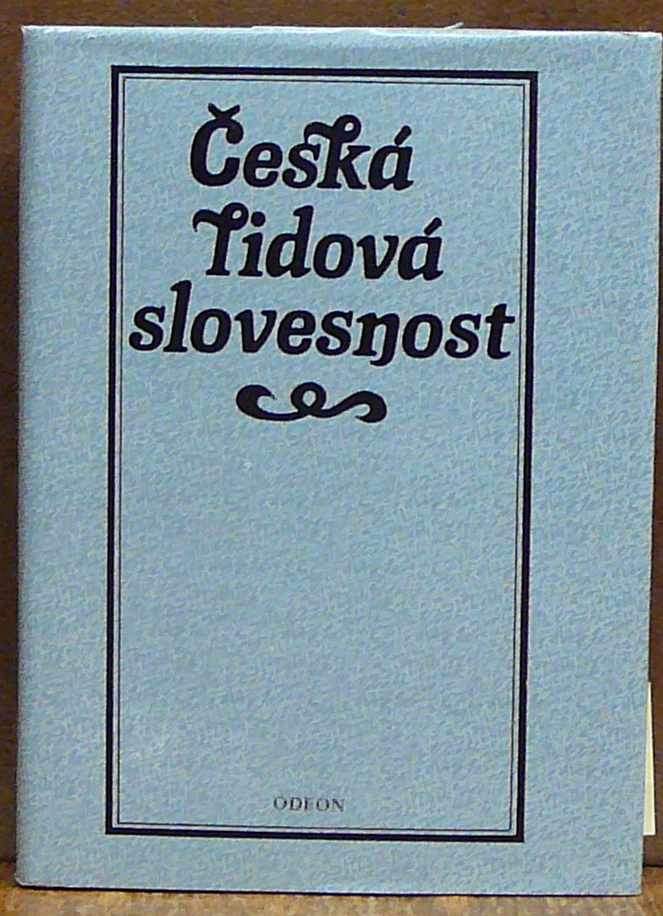 Česká
lidová
slovesnost
ODEON